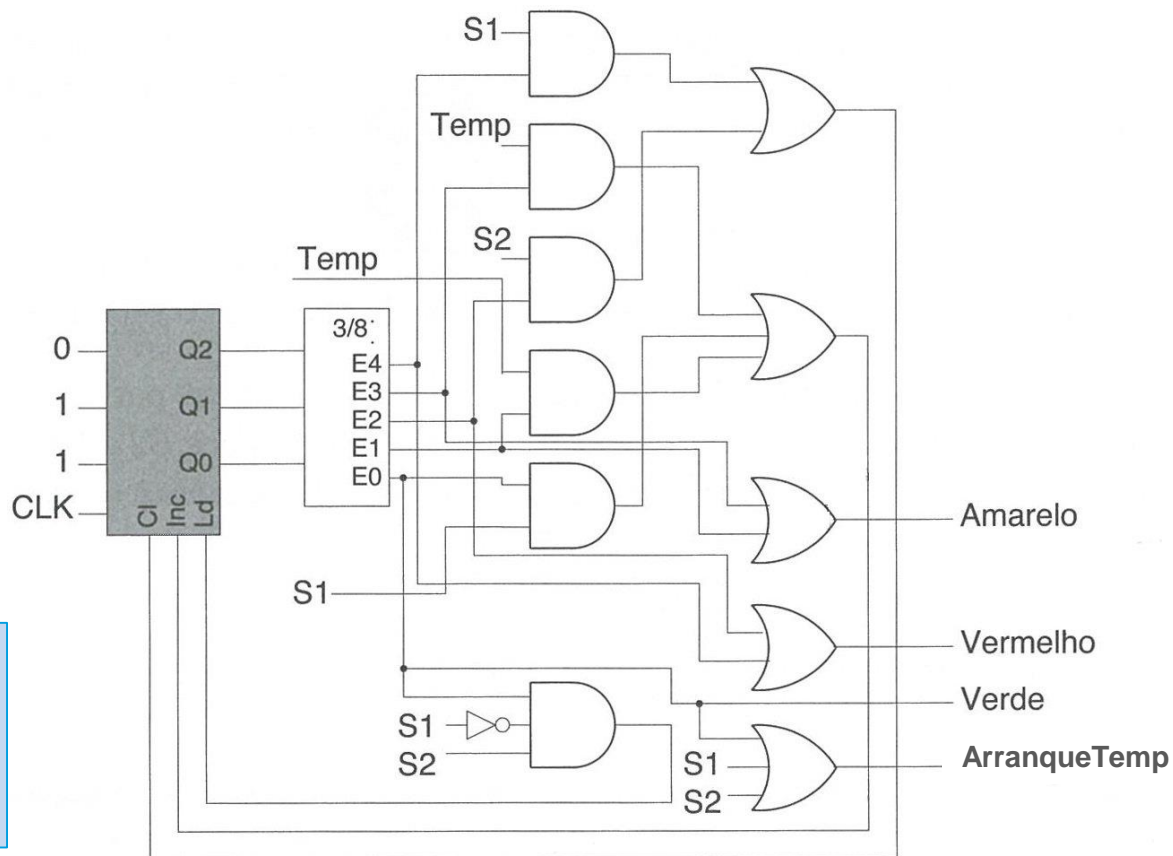 S1
Temp
S2
Temp
3/8
0
Q2
E4
E3
1
Q1
E2
E1
1
Q0
E0
CLK
Cl
Inc
Ld
Amarelo
S1
Vermelho
Verde
S1
S2
S1
ArranqueTemp
S2